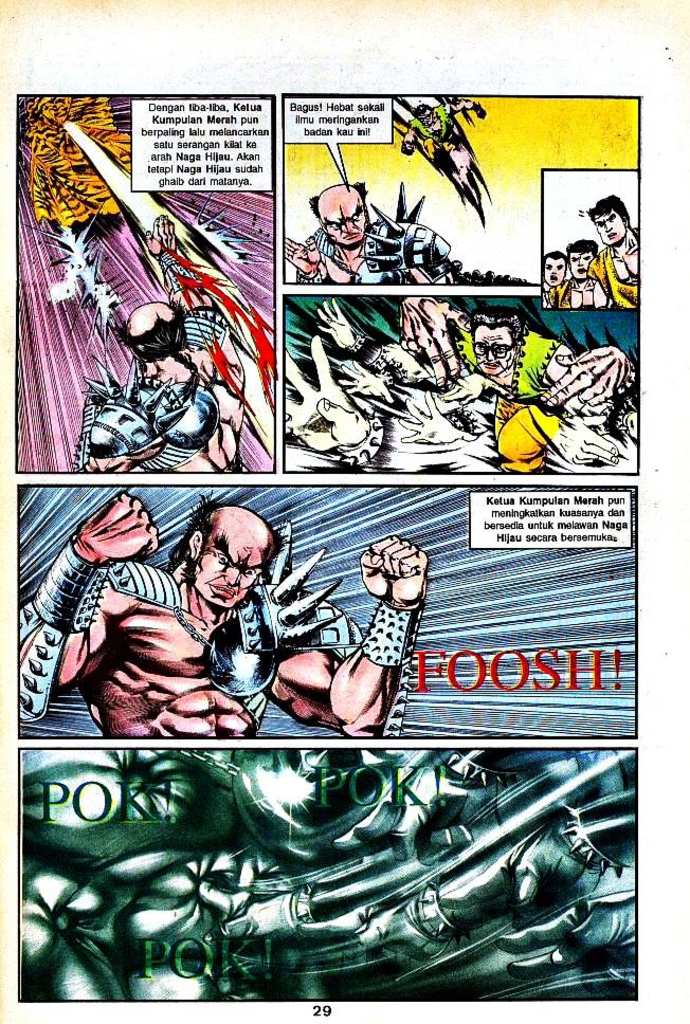 Dengan tiba-tiba, Ketua
Kumpulan Merah pun
berpaling lalu melancarkan
satu serangan kilat ke
arah Naga Hijau. Akan
tetapi Naga Hijau sudah
ghaib dari matanya.
Bagus! Hebat sekali
ilmu meringankan
badan kau ini!
Ketua Kumpulan Merah pun
meningkatkan kuasanya dan
bersedia untuk melawan Naga
Hijau secara bersemuka.
FOOSH!
POK!
POK!
POK!
29